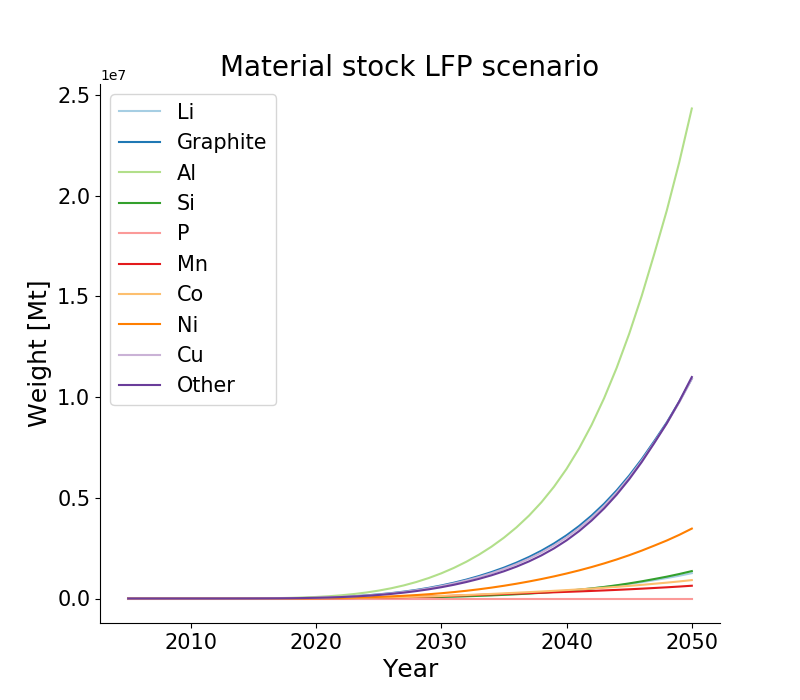 Material stock LFP scenario
1e7
2.5
2.0
1.5
1.0
0.5
0.0
Weight [Mt]
Li
Graphite
Al
Si
P
Mn
Co
Ni
Cu
Other
2010 2020 2030 2040 2050
Year